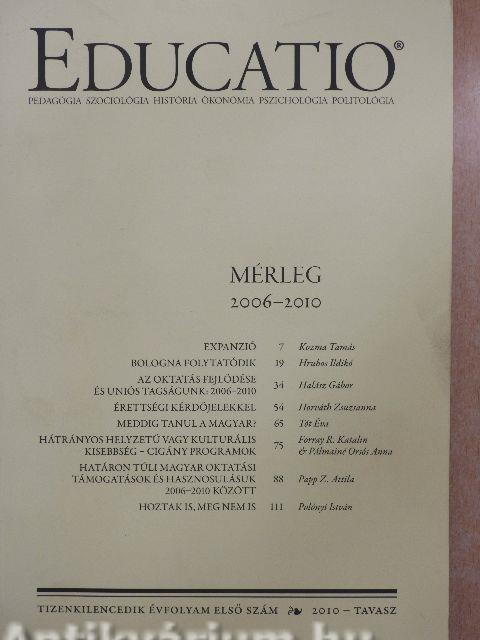 EDUCATIO®
PEDAGÓGIA SZOCIOLÓGIA HISTÓRIA ÖKONÓMIA PSZICHOLÓGIA POLITOLÓGIA
MÉRLEG
2006–2010
EXPANZIÓ 7 Kozma Tamás
BOLOGNA FOLYTATÓDIK 19 Hrubos Ildikó
AZ OKTATÁS FEJLŐDÉSE
ÉS UNIÓS TAGSÁGUNK: 2006–2010 34 Halász Gábor
ÉRETTSÉGI KÉRDŐJELEKKEL 54 Horváth Zsuzsanna
MEDDIG TANUL A MAGYAR? 65 Tót Éva
HÁTRÁNYOS HELYZETŰ VAGY KULTURÁLIS
KISEBBSÉG – CIGÁNY PROGRAMOK 75 Forray R. Katalin
& Pálmainé Orsós Anna
HATÁRON TÚLI MAGYAR OKTATÁSI
TÁMOGATÁSOK ÉS HASZNOSULÁSUK 88 Papp Z. Attila
2006–2010 KÖZÖTT
HOZTAK IS, MEG NEM IS 111 Polónyi István
TIZENKILENCEDIK ÉVFOLYAM ELSŐ SZÁM ❧ 2010 – TAVASZ
Antikvárium.hu